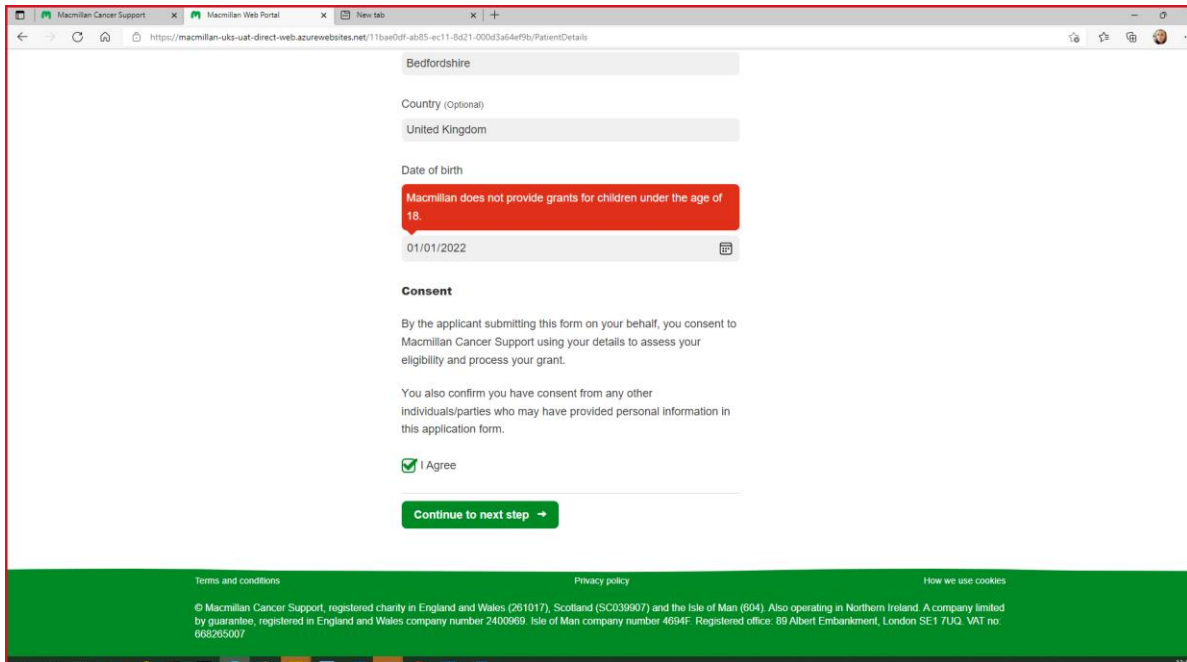 Macmillan Cancer Support
Macmillan Web Portal
New tab
https://macmillan-uks-uat-direct-web.azurewebsites.net/11bae0df-ab85-ec11-8d21-000d3a64ef9b/PatientDetails
Bedfordshire
Country (Optional)
United Kingdom
Date of birth
Macmillan does not provide grants for children under the age of
18.
01/01/2022
Consent
By the applicant submitting this form on your behalf, you consent to
Macmillan Cancer Support using your details to assess your
eligibility and process your grant.
You also confirm you have consent from any other
individuals/parties who may have provided personal information in
this application form.
I Agree
Continue to next step
Terms and conditions
Privacy policy
How we use cookies
© Macmillan Cancer Support, registered charity in England and Wales (261017), Scotland (SC039907) and the Isle of Man (604). Also operating in Northern Ireland. A company limited
by guarantee, registered in England and Wales company number 2400969. Isle of Man company number 4694F. Registered office: 89 Albert Embankment, London SE1 7UQ. VAT no:
668265007